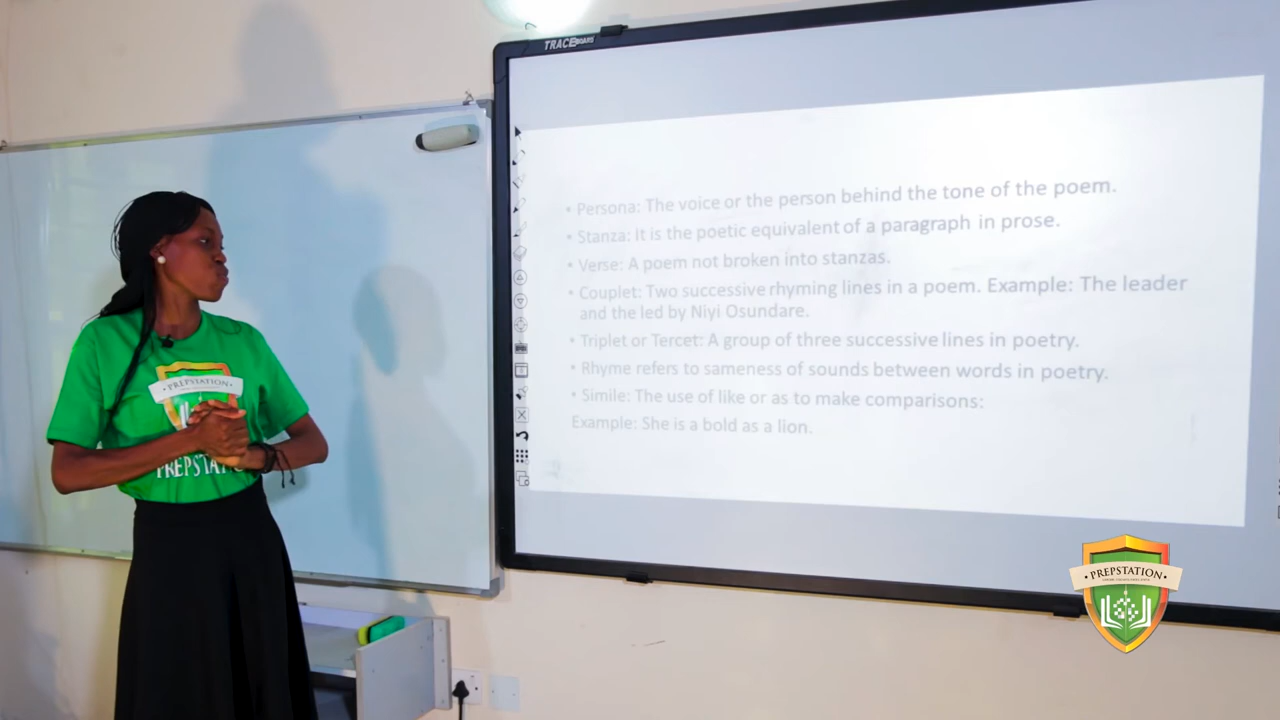 TRACEBOARD
• Persona: The voice or the person behind the tone of the poem.
• Stanza: It is the poetic equivalent of a paragraph in prose.
• Verse: A poem not broken into stanzas.
• Couplet: Two successive rhyming lines in a poem. Example: The leader
and the led by Niyi Osundare.
• Triplet or Tercet: A group of three successive lines in poetry.
• Rhyme refers to sameness of sounds between words in poetry.
• Simile: The use of like or as to make comparisons:
Example: She is a bold as a lion.
• PREPSTATION •
PREPSTATIO
• PREPSTATION •